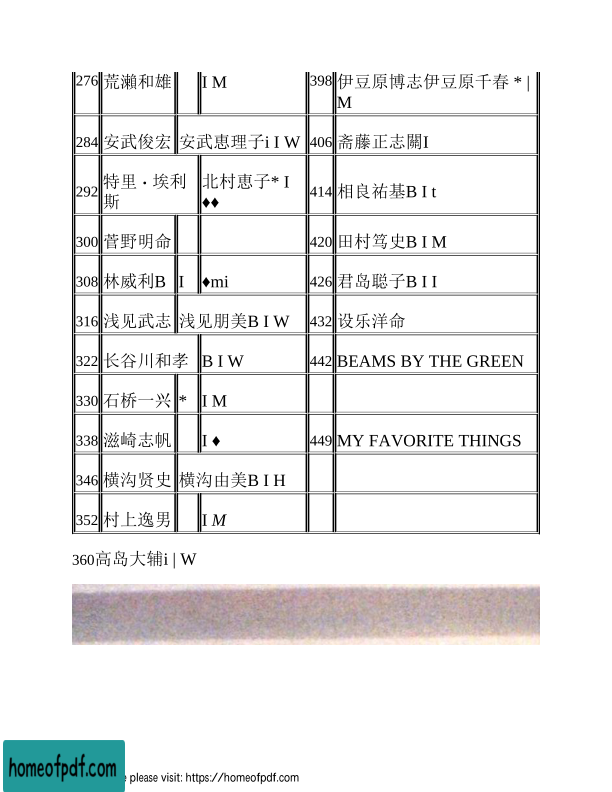 276 荒瀬和雄 I M 398 伊豆原博志伊豆原千春 * |
M
284 安武俊宏 安武恵理子i I W 406 斋藤正志關I
292 特里・埃利
斯 北村恵子* I
♦♦ 414 相良祐基B I t
300 菅野明命 420 田村笃史B I M
308 林威利B I ♦mi 426 君岛聪子B I I
316 浅见武志 浅见朋美B I W 432 设乐洋命
322 长谷川和孝 B I W 442 BEAMS BY THE GREEN
330 石桥一兴 * I M
338 滋崎志帆 I ♦ 449 MY FAVORITE THINGS
346 横沟贤史 横沟由美B I H
352 村上逸男 I M
360高岛大辅i | W
homeofpdf.com
e please visit: https://homeofpdf.com